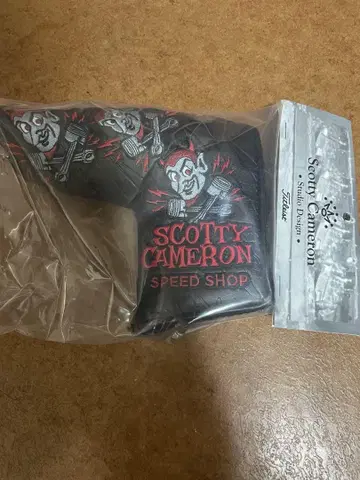 SCOTTY
CAMERON
SPEED SHOP
Scotty Cameron
• Studio Design •
Titleist